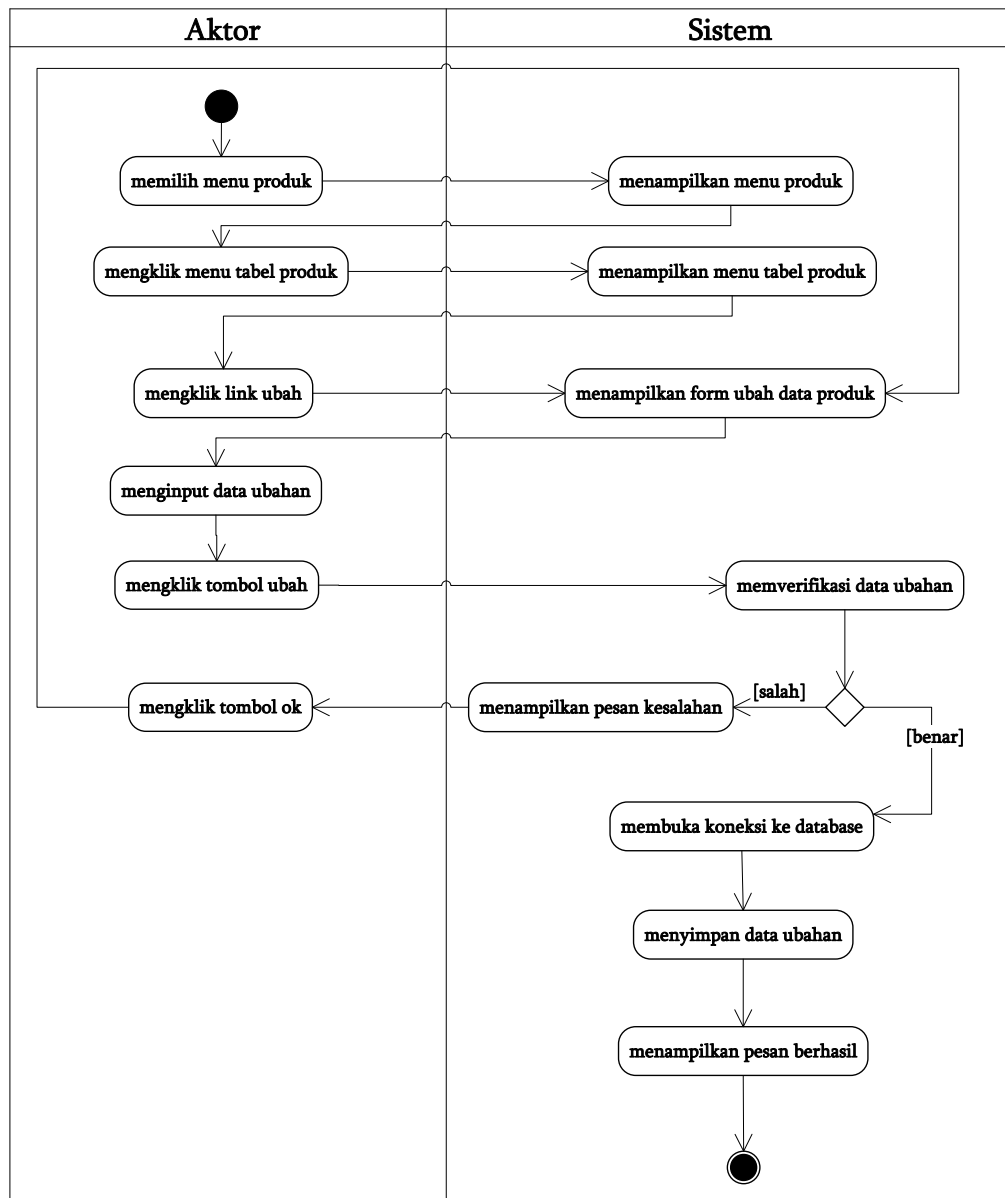 Aktor
Sistem
memilih menu produk
menampilkan menu produk
mengklik menu tabel produk
menampilkan menu tabel produk
mengklik link ubah
menampilkan form ubah data produk
menginput data ubahan
mengklik tombol ubah
memverifikasi data ubahan
[salah]
mengklik tombol ok
menampilkan pesan kesalahan
[benar]
membuka koneksi ke database
menyimpan data ubahan
menampilkan pesan berhasil